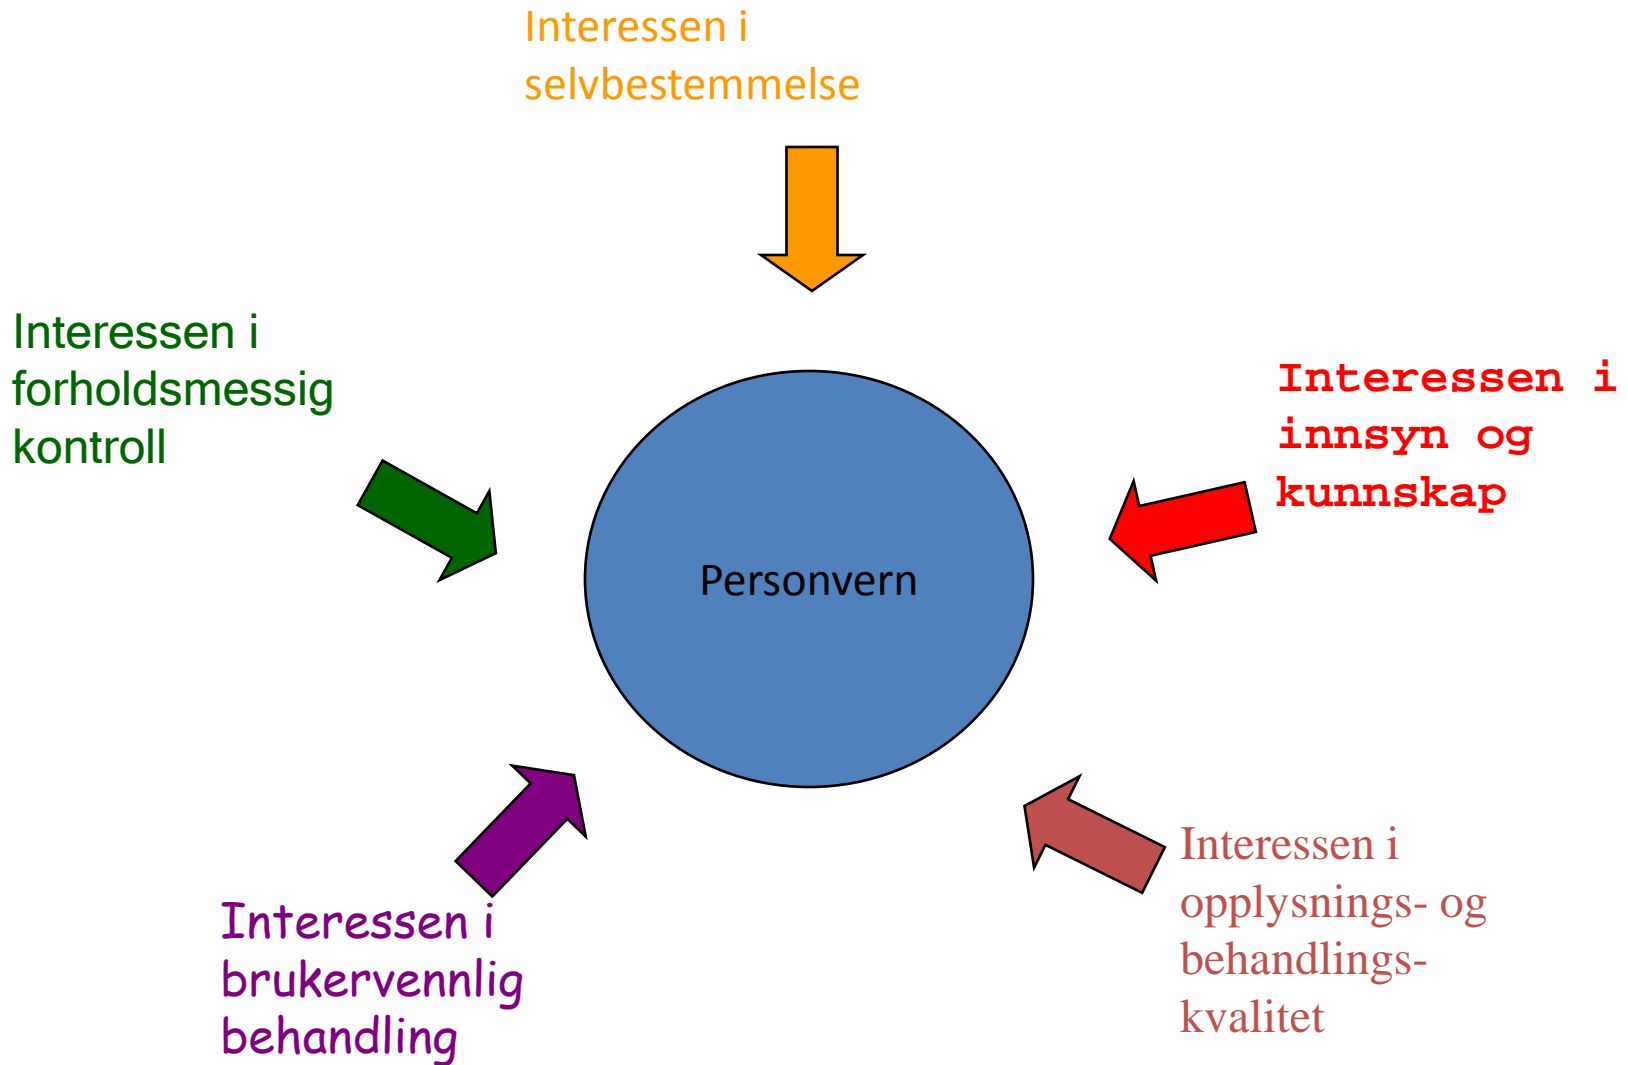 Interessen i
selvbestemmelse
Interessen i
forholdsmessig
kontroll
Interessen i
innsyn og
kunnskap
Personvern
Interessen i
brukervennlig
behandling
Interessen i
opplysnings- og
behandlings-
kvalitet